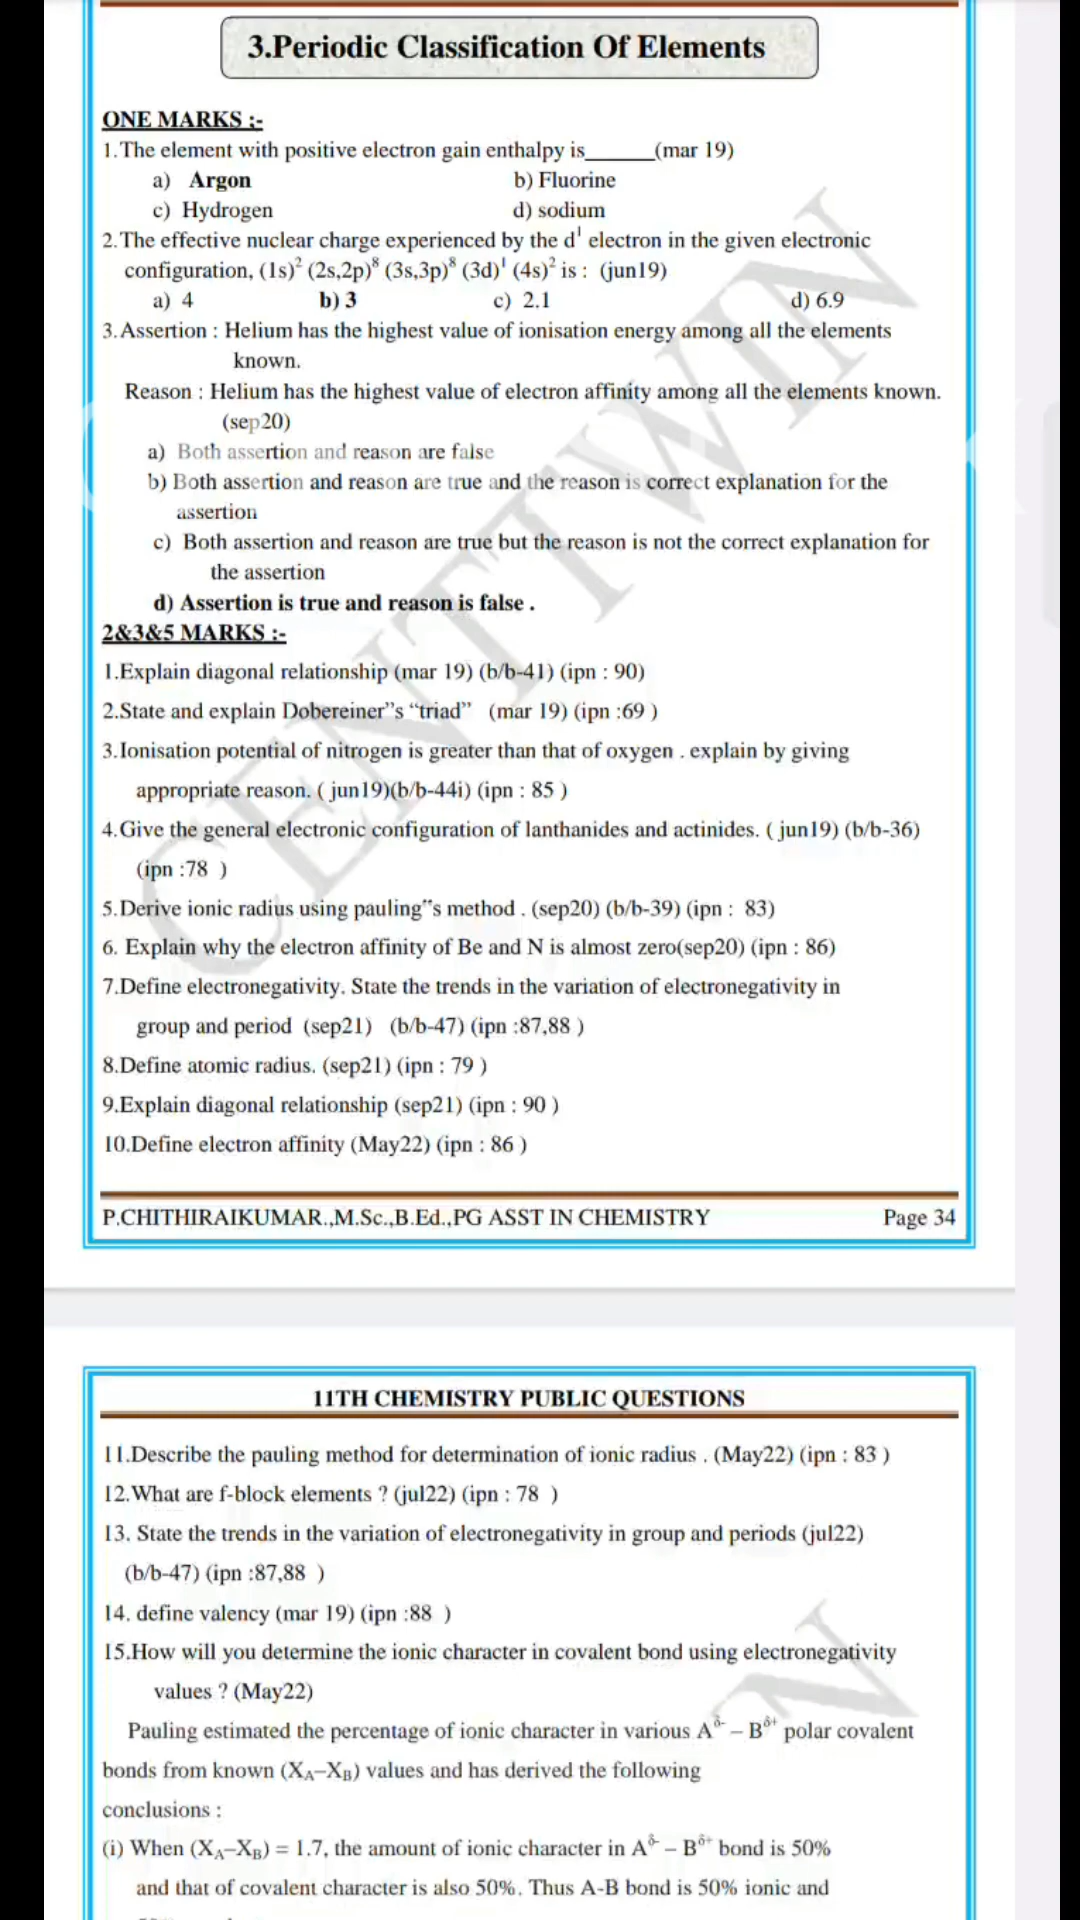 3.Periodic Classification Of Elements
ONE MARKS :-
1.The element with positive electron gain enthalpy is______(mar 19)
a) Argon b) Fluorine
c) Hydrogen d) sodium
2.The effective nuclear charge experienced by the d¹ electron in the given electronic
configuration, (1s)² (2s,2p)⁸ (3s,3p)⁸ (3d)¹ (4s)² is : (jun19)
a) 4 b) 3 c) 2.1 d) 6.9
3.Assertion : Helium has the highest value of ionisation energy among all the elements
known.
Reason : Helium has the highest value of electron affinity among all the elements known.
(sep20)
a) Both assertion and reason are false
b) Both assertion and reason are true and the reason is correct explanation for the
assertion
c) Both assertion and reason are true but the reason is not the correct explanation for
the assertion
d) Assertion is true and reason is false .
2&3&5 MARKS :-
1.Explain diagonal relationship (mar 19) (b/b-41) (ipn : 90)
2.State and explain Dobereiner"s “triad” (mar 19) (ipn :69 )
3.Ionisation potential of nitrogen is greater than that of oxygen . explain by giving
appropriate reason. ( jun19)(b/b-44i) (ipn : 85 )
4.Give the general electronic configuration of lanthanides and actinides. ( jun19) (b/b-36)
(ipn :78 )
5.Derive ionic radius using pauling“s method . (sep20) (b/b-39) (ipn : 83)
6. Explain why the electron affinity of Be and N is almost zero(sep20) (ipn : 86)
7.Define electronegativity. State the trends in the variation of electronegativity in
group and period (sep21) (b/b-47) (ipn :87,88 )
8.Define atomic radius. (sep21) (ipn : 79 )
9.Explain diagonal relationship (sep21) (ipn : 90 )
10.Define electron affinity (May22) (ipn : 86 )
P.CHITHIRAIKUMAR.,M.Sc.,B.Ed.,PG ASST IN CHEMISTRY Page 34
11TH CHEMISTRY PUBLIC QUESTIONS
11.Describe the pauling method for determination of ionic radius . (May22) (ipn : 83 )
12.What are f-block elements ? (jul22) (ipn : 78 )
13. State the trends in the variation of electronegativity in group and periods (jul22)
(b/b-47) (ipn :87,88 )
14. define valency (mar 19) (ipn :88 )
15.How will you determine the ionic character in covalent bond using electronegativity
values ? (May22)
Pauling estimated the percentage of ionic character in various A^δ- – B^δ+ polar covalent
bonds from known (X_A–X_B) values and has derived the following
conclusions :
(i) When (X_A–X_B) = 1.7, the amount of ionic character in A^δ- – B^δ+ bond is 50%
and that of covalent character is also 50%. Thus A-B bond is 50% ionic and